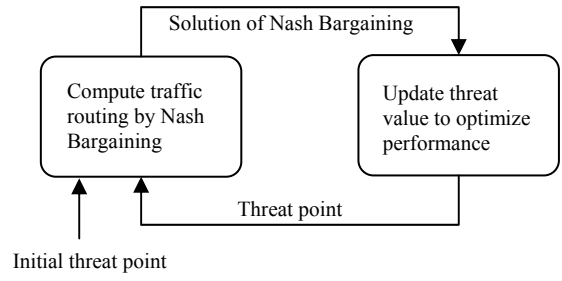 Solution of Nash Bargaining
Compute traffic
routing by Nash
Bargaining
Update threat
value to optimize
performance
Threat point
Initial threat point